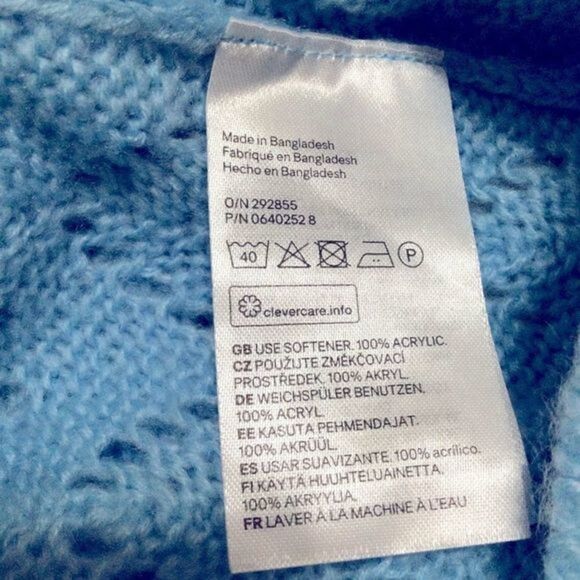 Made in Bangladesh
Fabriqué en Bangladesh
Hecho en Bangladesh
O/N 292855
P/N 0640252 8
40 P
clevercare.info
GB USE SOFTENER. 100% ACRYLIC.
CZ POUŽIJTE ZMĚKČOVACÍ
PROSTŘEDEK. 100% AKRYL.
DE WEICHSPÜLER BENUTZEN.
100% ACRYL.
EE KASUTA PEHMENDAJAT.
100% AKRÜÜL.
ES USAR SUAVIZANTE. 100% acrílico.
FI KÄYTÄ HUUHTELUAINETTA.
100% AKRYYLIA.
FR LAVER À LA MACHINE À L'EAU